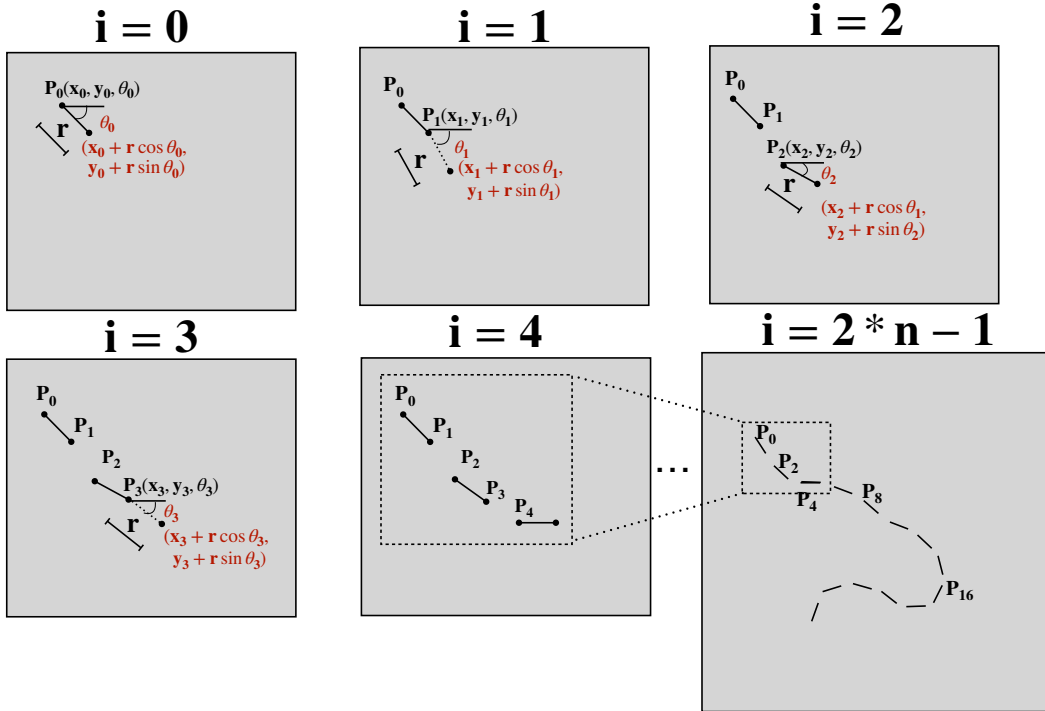 i = 0
P₀(x₀, y₀, θ₀)
θ₀
r
(x₀ + r cos θ₀,
y₀ + r sin θ₀)
i = 1
P₀
P₁(x₁, y₁, θ₁)
θ₁
r
(x₁ + r cos θ₁,
y₁ + r sin θ₁)
i = 2
P₀
P₁
P₂(x₂, y₂, θ₂)
θ₂
r
(x₂ + r cos θ₁,
y₂ + r sin θ₂)
i = 3
P₀
P₁
P₂
P₃(x₃, y₃, θ₃)
θ₃
r
(x₃ + r cos θ₃,
y₃ + r sin θ₃)
i = 4
P₀
P₁
P₂
P₃
P₄
...
i = 2 * n − 1
P₀
P₂
P₄
P₈
P₁₆